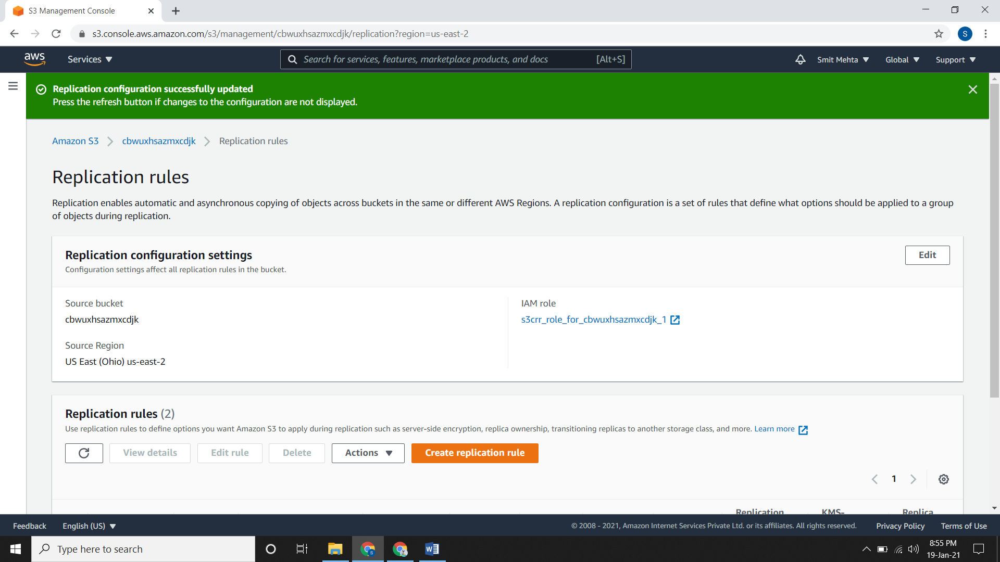 S3 Management Console
s3.console.aws.amazon.com/s3/management/cbwuxhsazmxcdjk/replication?region=us-east-2
S
aws
Services
Search for services, features, marketplace products, and docs
[Alt+S]
Smit Mehta
Global
Support
Replication configuration successfully updated
Press the refresh button if changes to the configuration are not displayed.
Amazon S3
cbwuxhsazmxcdjk
Replication rules
Replication rules
Replication enables automatic and asynchronous copying of objects across buckets in the same or different AWS Regions. A replication configuration is a set of rules that define what options should be applied to a group
of objects during replication.
Replication configuration settings
Edit
Configuration settings affect all replication rules in the bucket.
Source bucket
cbwuxhsazmxcdjk
Source Region
US East (Ohio) us-east-2
IAM role
s3crr_role_for_cbwuxhsazmxcdjk_1
Replication rules (2)
Use replication rules to define options you want Amazon S3 to apply during replication such as server-side encryption, replica ownership, transitioning replicas to another storage class, and more. Learn more
View details
Edit rule
Delete
Actions
Create replication rule
1
Replication
KMS-
Replica
Feedback
English (US)
© 2008 - 2021, Amazon Internet Services Private Ltd. or its affiliates. All rights reserved.
Privacy Policy
Terms of Use
Type here to search
8:55 PM
19-Jan-21